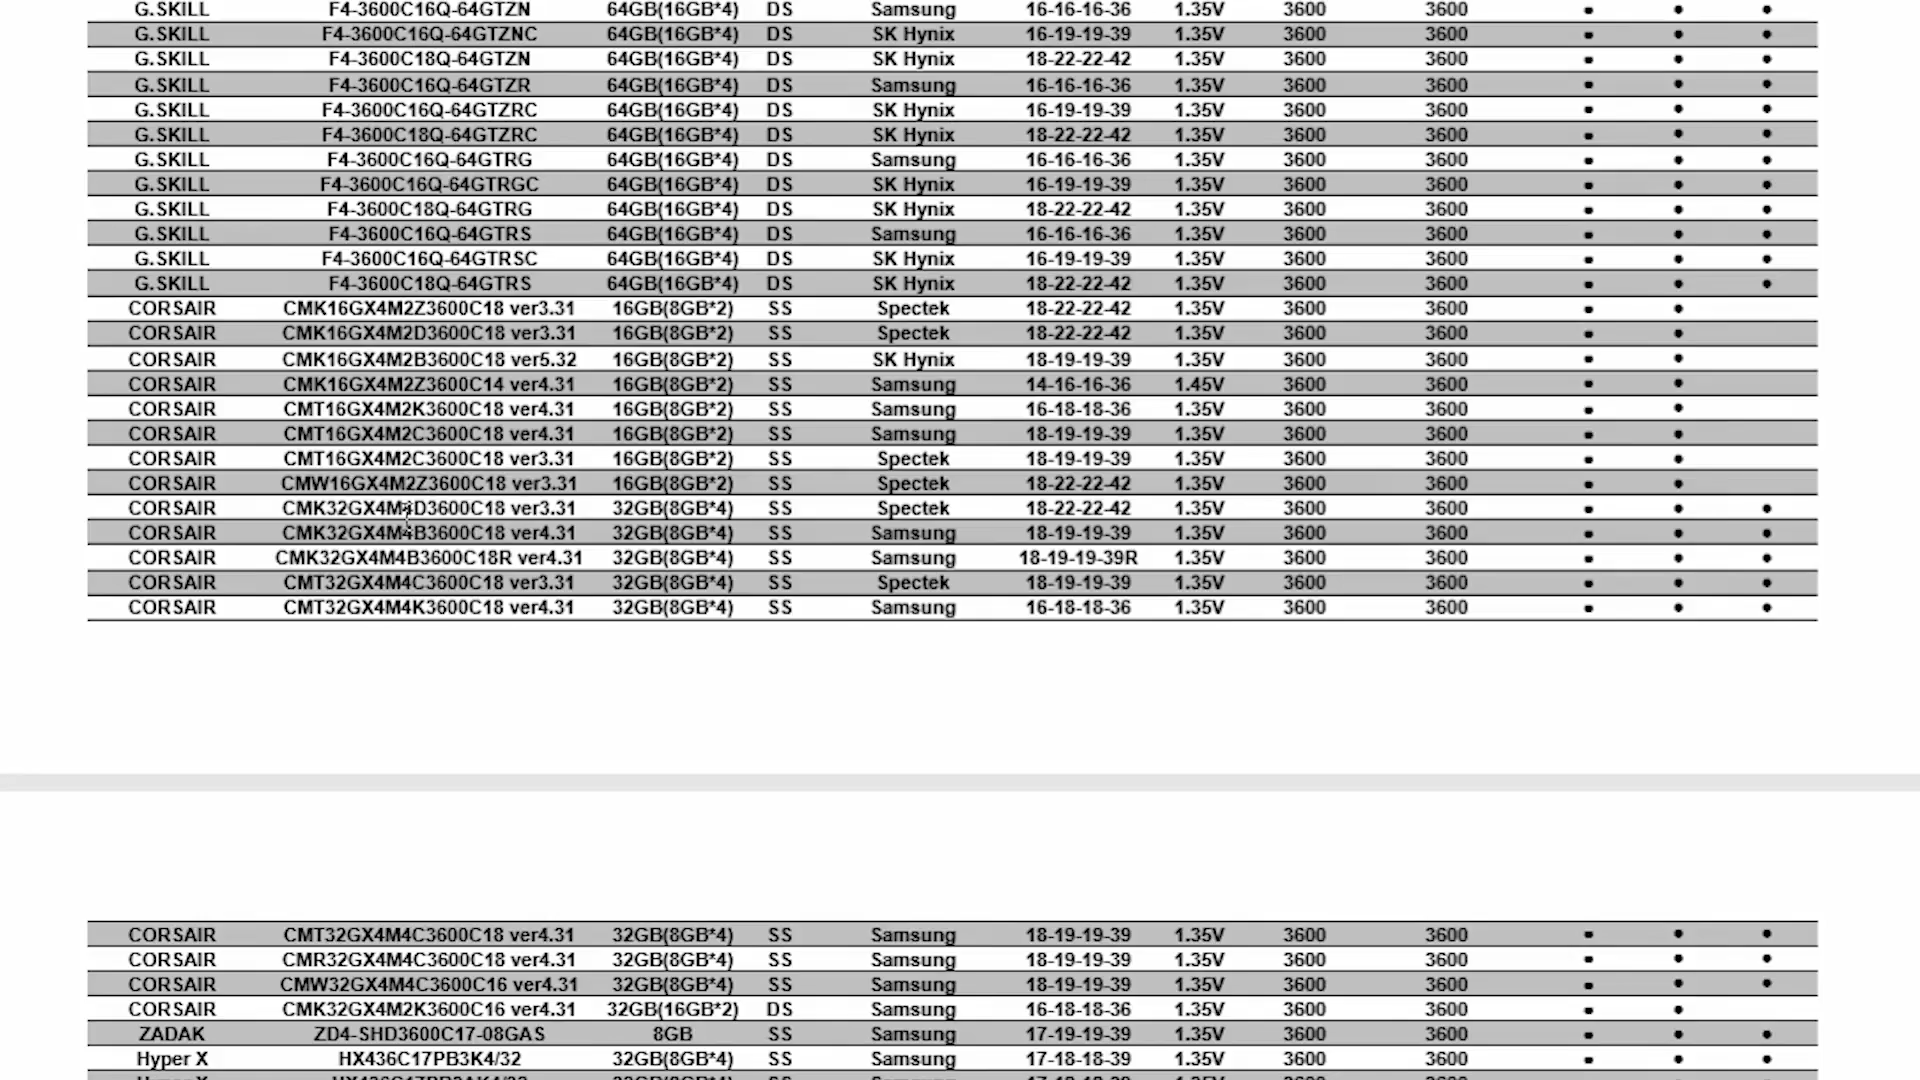 G.SKILL F4-3600C16Q-64GTZN 64GB(16GB*4) DS Samsung 16-16-16-36 1.35V 3600 3600 • • •
G.SKILL F4-3600C16Q-64GTZNC 64GB(16GB*4) DS SK Hynix 16-19-19-39 1.35V 3600 3600 • • •
G.SKILL F4-3600C18Q-64GTZN 64GB(16GB*4) DS SK Hynix 18-22-22-42 1.35V 3600 3600 • • •
G.SKILL F4-3600C16Q-64GTZR 64GB(16GB*4) DS Samsung 16-16-16-36 1.35V 3600 3600 • • •
G.SKILL F4-3600C16Q-64GTZRC 64GB(16GB*4) DS SK Hynix 16-19-19-39 1.35V 3600 3600 • • •
G.SKILL F4-3600C18Q-64GTZRC 64GB(16GB*4) DS SK Hynix 18-22-22-42 1.35V 3600 3600 • • •
G.SKILL F4-3600C16Q-64GTRG 64GB(16GB*4) DS Samsung 16-16-16-36 1.35V 3600 3600 • • •
G.SKILL F4-3600C16Q-64GTRGC 64GB(16GB*4) DS SK Hynix 16-19-19-39 1.35V 3600 3600 • • •
G.SKILL F4-3600C18Q-64GTRG 64GB(16GB*4) DS SK Hynix 18-22-22-42 1.35V 3600 3600 • • •
G.SKILL F4-3600C16Q-64GTRS 64GB(16GB*4) DS Samsung 16-16-16-36 1.35V 3600 3600 • • •
G.SKILL F4-3600C16Q-64GTRSC 64GB(16GB*4) DS SK Hynix 16-19-19-39 1.35V 3600 3600 • • •
G.SKILL F4-3600C18Q-64GTRS 64GB(16GB*4) DS SK Hynix 18-22-22-42 1.35V 3600 3600 • • •
CORSAIR CMK16GX4M2Z3600C18 ver3.31 16GB(8GB*2) SS Spectek 18-22-22-42 1.35V 3600 3600 • •
CORSAIR CMK16GX4M2D3600C18 ver3.31 16GB(8GB*2) SS Spectek 18-22-22-42 1.35V 3600 3600 • •
CORSAIR CMK16GX4M2B3600C18 ver5.32 16GB(8GB*2) SS SK Hynix 18-19-19-39 1.35V 3600 3600 • •
CORSAIR CMK16GX4M2Z3600C14 ver4.31 16GB(8GB*2) SS Samsung 14-16-16-36 1.45V 3600 3600 • •
CORSAIR CMT16GX4M2K3600C18 ver4.31 16GB(8GB*2) SS Samsung 16-18-18-36 1.35V 3600 3600 • •
CORSAIR CMT16GX4M2C3600C18 ver4.31 16GB(8GB*2) SS Samsung 18-19-19-39 1.35V 3600 3600 • •
CORSAIR CMT16GX4M2C3600C18 ver3.31 16GB(8GB*2) SS Spectek 18-19-19-39 1.35V 3600 3600 • •
CORSAIR CMW16GX4M2Z3600C18 ver3.31 16GB(8GB*2) SS Spectek 18-22-22-42 1.35V 3600 3600 • •
CORSAIR CMK32GX4M4D3600C18 ver3.31 32GB(8GB*4) SS Spectek 18-22-22-42 1.35V 3600 3600 • • •
CORSAIR CMK32GX4M4B3600C18 ver4.31 32GB(8GB*4) SS Samsung 18-19-19-39 1.35V 3600 3600 • • •
CORSAIR CMK32GX4M4B3600C18R ver4.31 32GB(8GB*4) SS Samsung 18-19-19-39R 1.35V 3600 3600 • • •
CORSAIR CMT32GX4M4C3600C18 ver3.31 32GB(8GB*4) SS Spectek 18-19-19-39 1.35V 3600 3600 • • •
CORSAIR CMT32GX4M4K3600C18 ver4.31 32GB(8GB*4) SS Samsung 16-18-18-36 1.35V 3600 3600 • • •
CORSAIR CMT32GX4M4C3600C18 ver4.31 32GB(8GB*4) SS Samsung 18-19-19-39 1.35V 3600 3600 • • •
CORSAIR CMR32GX4M4C3600C18 ver4.31 32GB(8GB*4) SS Samsung 18-19-19-39 1.35V 3600 3600 • • •
CORSAIR CMW32GX4M4C3600C16 ver4.31 32GB(8GB*4) SS Samsung 18-19-19-39 1.35V 3600 3600 • • •
CORSAIR CMK32GX4M2K3600C16 ver4.31 32GB(16GB*2) DS Samsung 16-18-18-36 1.35V 3600 3600 • •
ZADAK ZD4-SHD3600C17-08GAS 8GB SS Samsung 17-19-19-39 1.35V 3600 3600 • • •
Hyper X HX436C17PB3K4/32 32GB(8GB*4) SS Samsung 17-18-18-39 1.35V 3600 3600 • • •